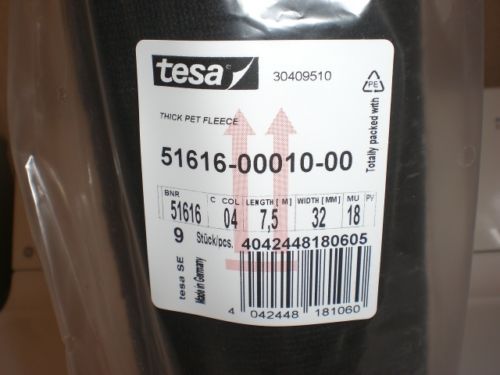 tesa
30409510
PE
THICK PET FLEECE
Totally packed with
51616-00010-00
BNR C COL LENGTH [ M] WIDTH [ MM] MU PV
51616 04 7,5 32 18
9 Stück/pcs. 4042448180605
tesa SE
Made in Germany
4 042448 181060